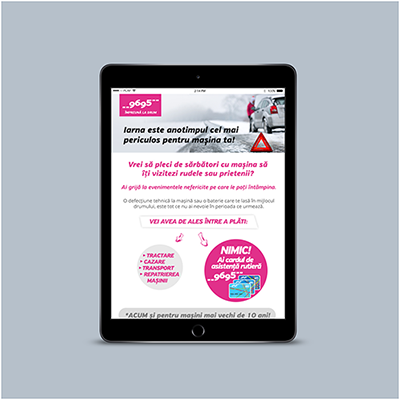 2:14 PM
--9695--
ÎMPREUNĂ LA DRUM
Iarna este anotimpul cel mai
periculos pentru mașina ta!
Vrei să pleci de sărbători cu mașina să
îți vizitezi rudele sau prietenii?
Ai grijă la evenimentele nefericite pe care le poți întâmpina.
O defecțiune tehnică la mașină sau o baterie care te lasă în mijlocul
drumului, este tot ce nu ai nevoie în perioada ce urmează.
VEI AVEA DE ALES ÎNTRE A PLĂTI:
• TRACTARE
• CAZARE
• TRANSPORT
• REPATRIEREA
MAȘINII
NIMIC!
Ai cardul de
asistență rutieră
--9695--
*ACUM și pentru mașini mai vechi de 10 ani!